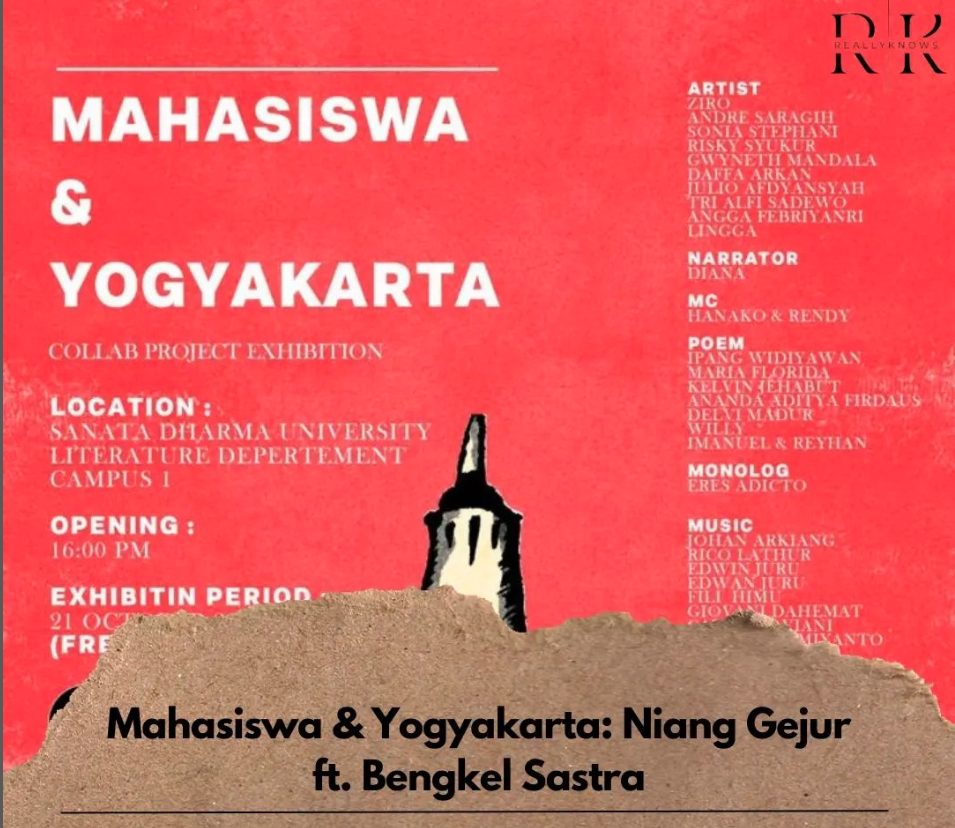 RK
REALLYKNOWS
MAHASISWA
&
YOGYAKARTA
COLLAB PROJECT EXHIBITION
LOCATION :
SANATA DHARMA UNIVERSITY
LITERATURE DEPERTEMENT
CAMPUS 1
OPENING :
16:00 PM
EXHIBITIN PERIOD
21
ARTIST
ZIRO
ANDRE SARAGIH
SONIA STEPHANI
RISKY SYUKUR
GWYNETH MANDALA
DAFFA ARKAN
JULIO AFDYANSYAH
TRI ALFI SADEWO
ANGGA FEBRIYANRI
LINGGA
NARRATOR
DIANA
MC
HANAKO & RENDY
POEM
IPANG WIDIYAWAN
MARIA FLORIDA
KELVIN JEHABUT
ANANDA ADITYA FIRDAUS
DELVI MADUR
WILLY
IMANUEL & REYHAN
MONOLOG
ERES ADICTO
MUSIC
JOHAN ARKIANG
RICO LATHUR
EDWIN JURU
EDWAN JURU
FILI HIMU
GIOVANI DAHEMAT
Mahasiswa & Yogyakarta: Niang Gejur
ft. Bengkel Sastra